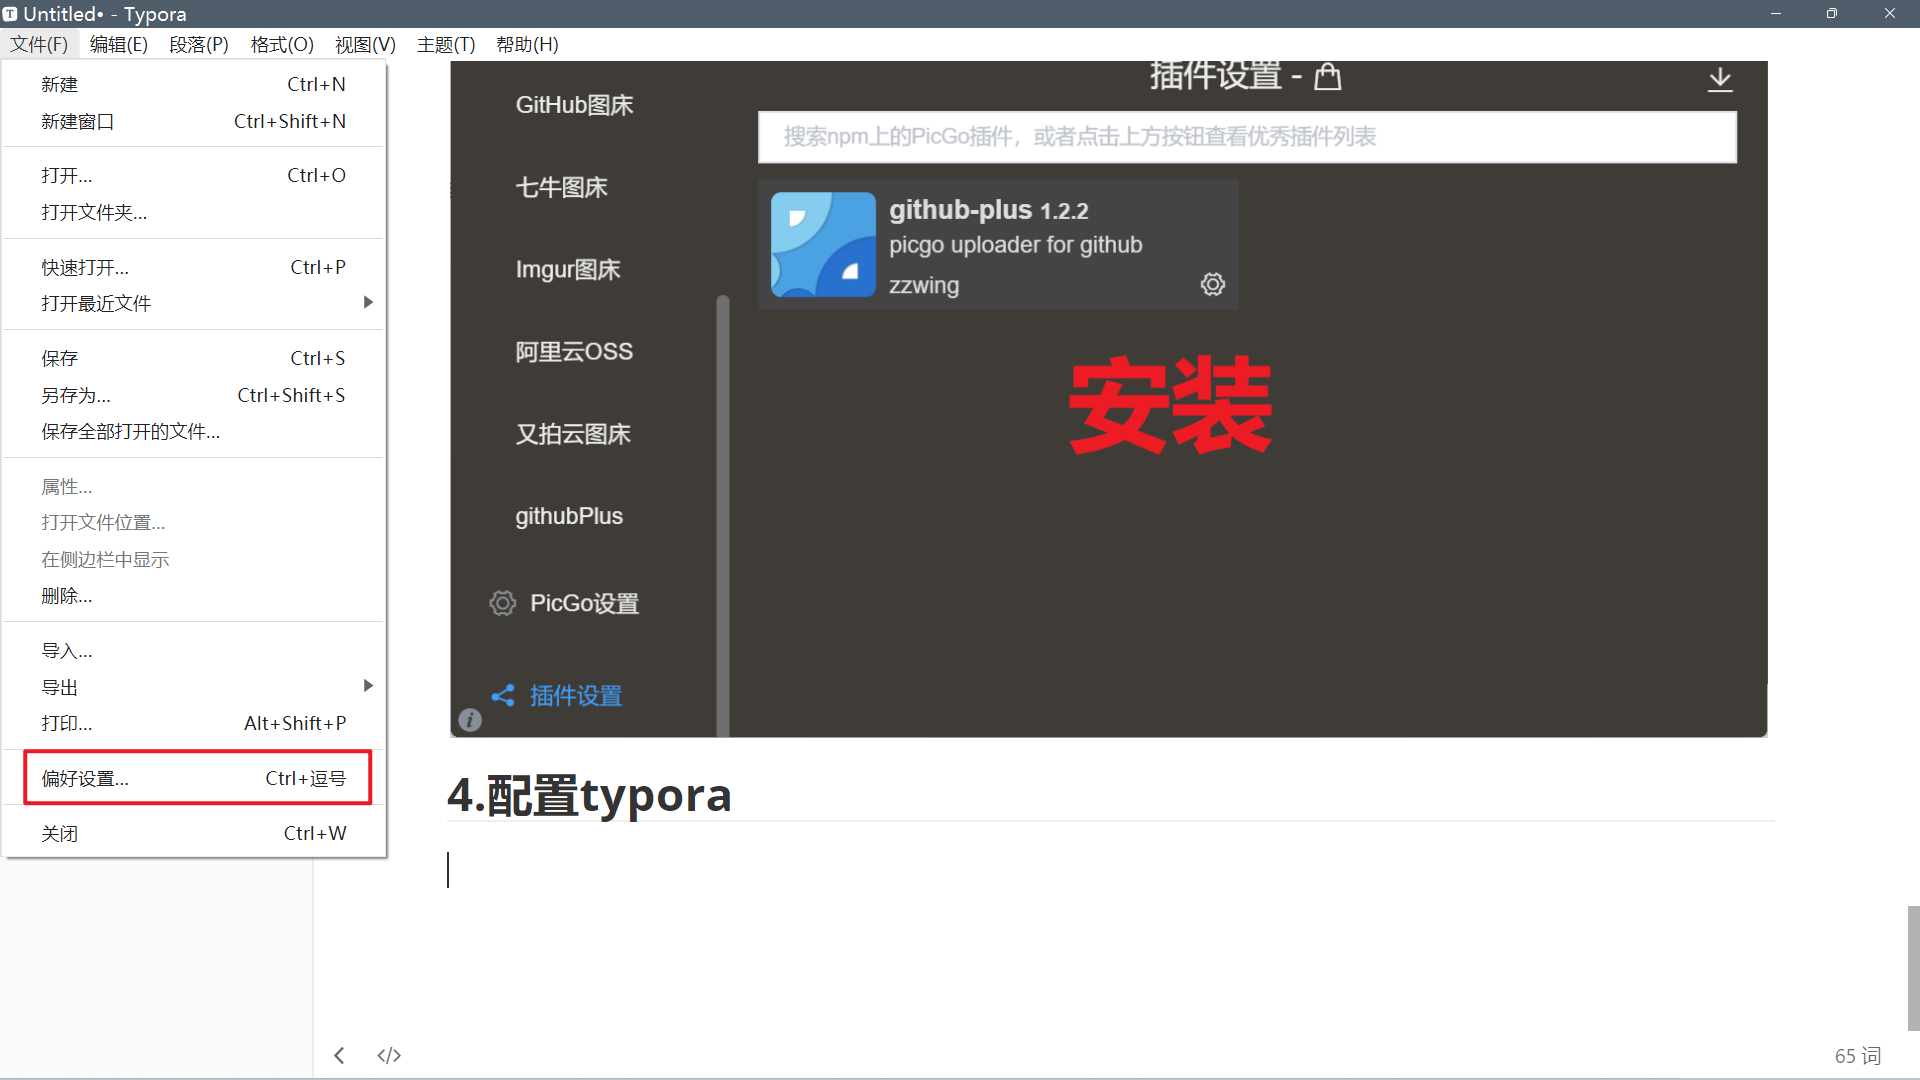 Untitled• - Typora
文件(F) 编辑(E) 段落(P) 格式(O) 视图(V) 主题(T) 帮助(H)
新建 Ctrl+N
新建窗口 Ctrl+Shift+N
打开... Ctrl+O
打开文件夹...
快速打开... Ctrl+P
打开最近文件
保存 Ctrl+S
另存为... Ctrl+Shift+S
保存全部打开的文件...
属性...
打开文件位置...
在侧边栏中显示
删除...
导入...
导出
打印... Alt+Shift+P
偏好设置... Ctrl+逗号
关闭 Ctrl+W
GitHub图床
七牛图床
Imgur图床
阿里云OSS
又拍云图床
githubPlus
PicGo设置
插件设置
插件设置 -
搜索npm上的PicGo插件，或者点击上方按钮查看优秀插件列表
github-plus 1.2.2
picgo uploader for github
zzwing
安装
4.配置typora
65 词